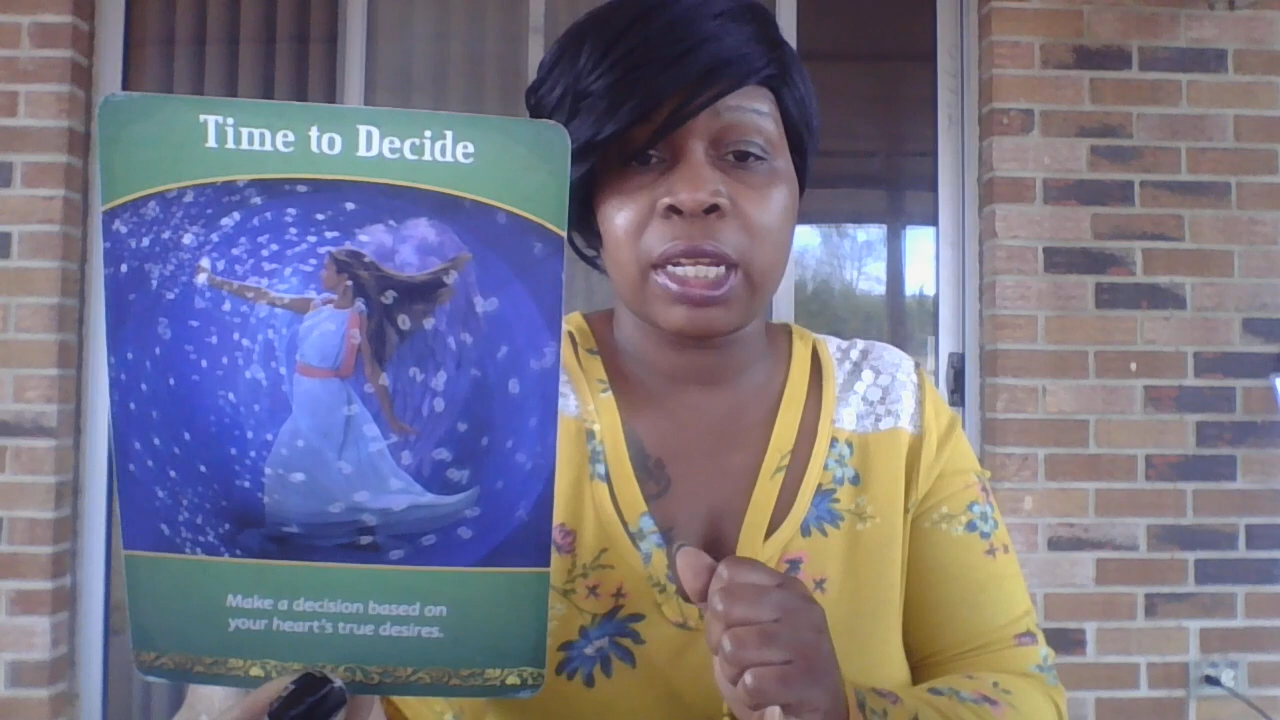 Time to Decide
Make a decision based on
your heart's true desires.